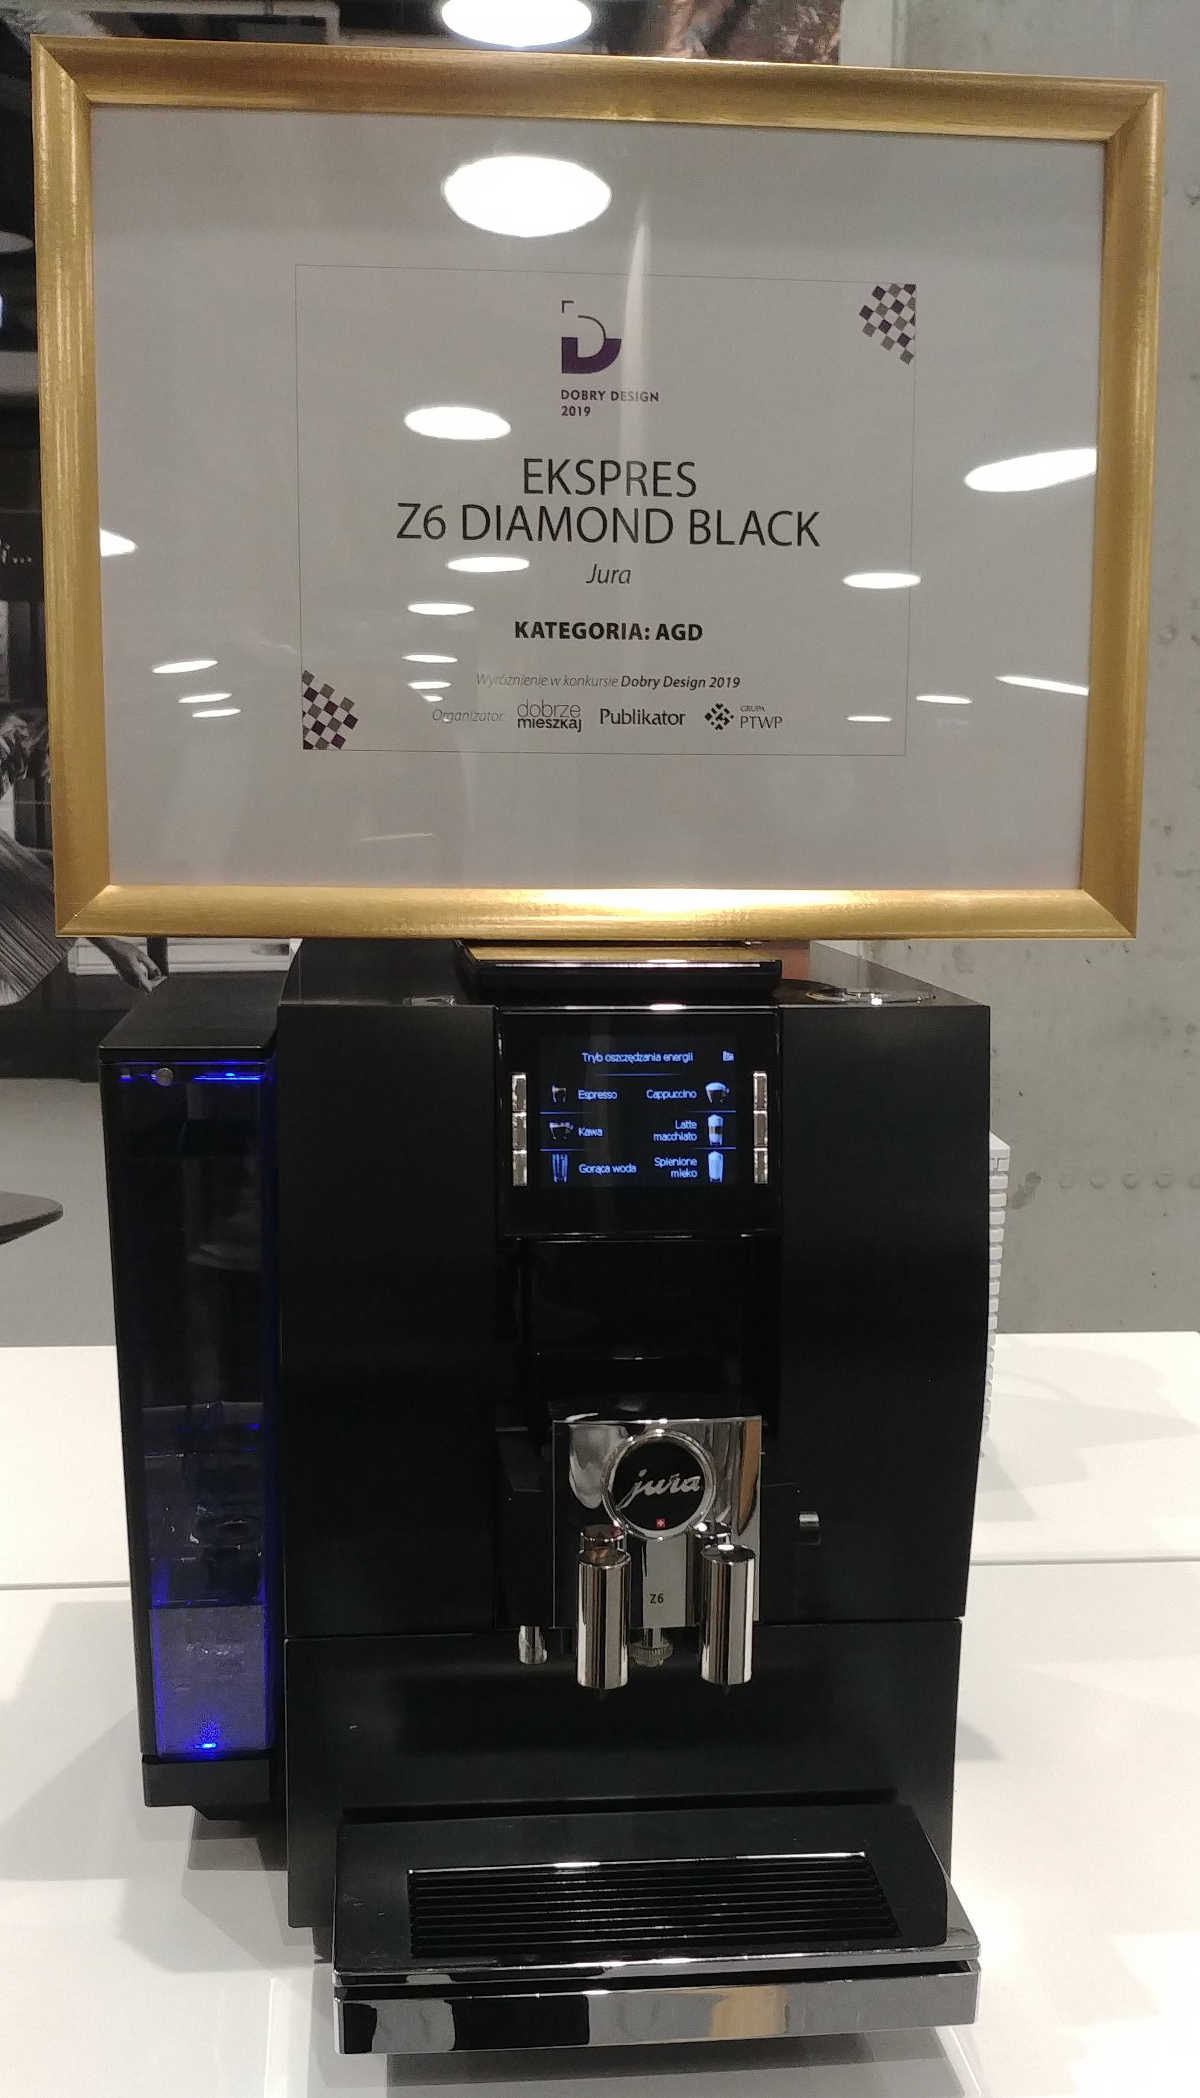 DOBRY DESIGN
2019
EKSPRES
Z6 DIAMOND BLACK
Jura
KATEGORIA: AGD
Wyróżnienie w konkursie Dobry Design 2019
Organizator:
dobrze
mieszkaj
Publikator
GRUPA
PTWP
Tryb oszczędzania energii
Espresso
Cappuccino
Kawa
Latte
macchiato
Gorąca woda
Spienione
mleko
jura
Z6